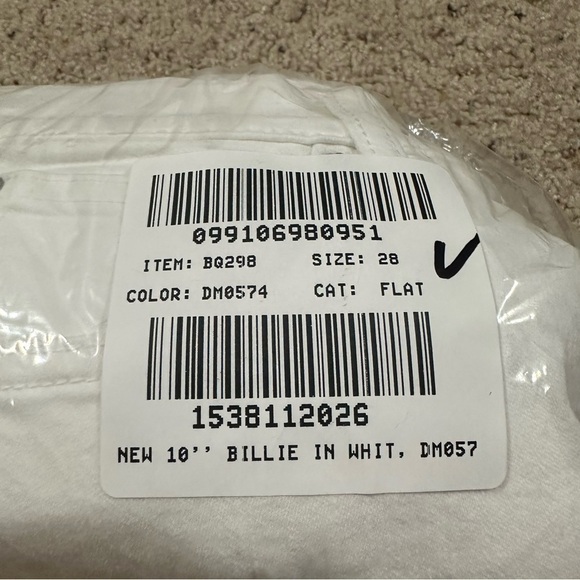 099106980951
ITEM: BQ298 SIZE: 28
COLOR: DM0574 CAT: FLAT
1538112026
NEW 10'' BILLIE IN WHIT, DM057